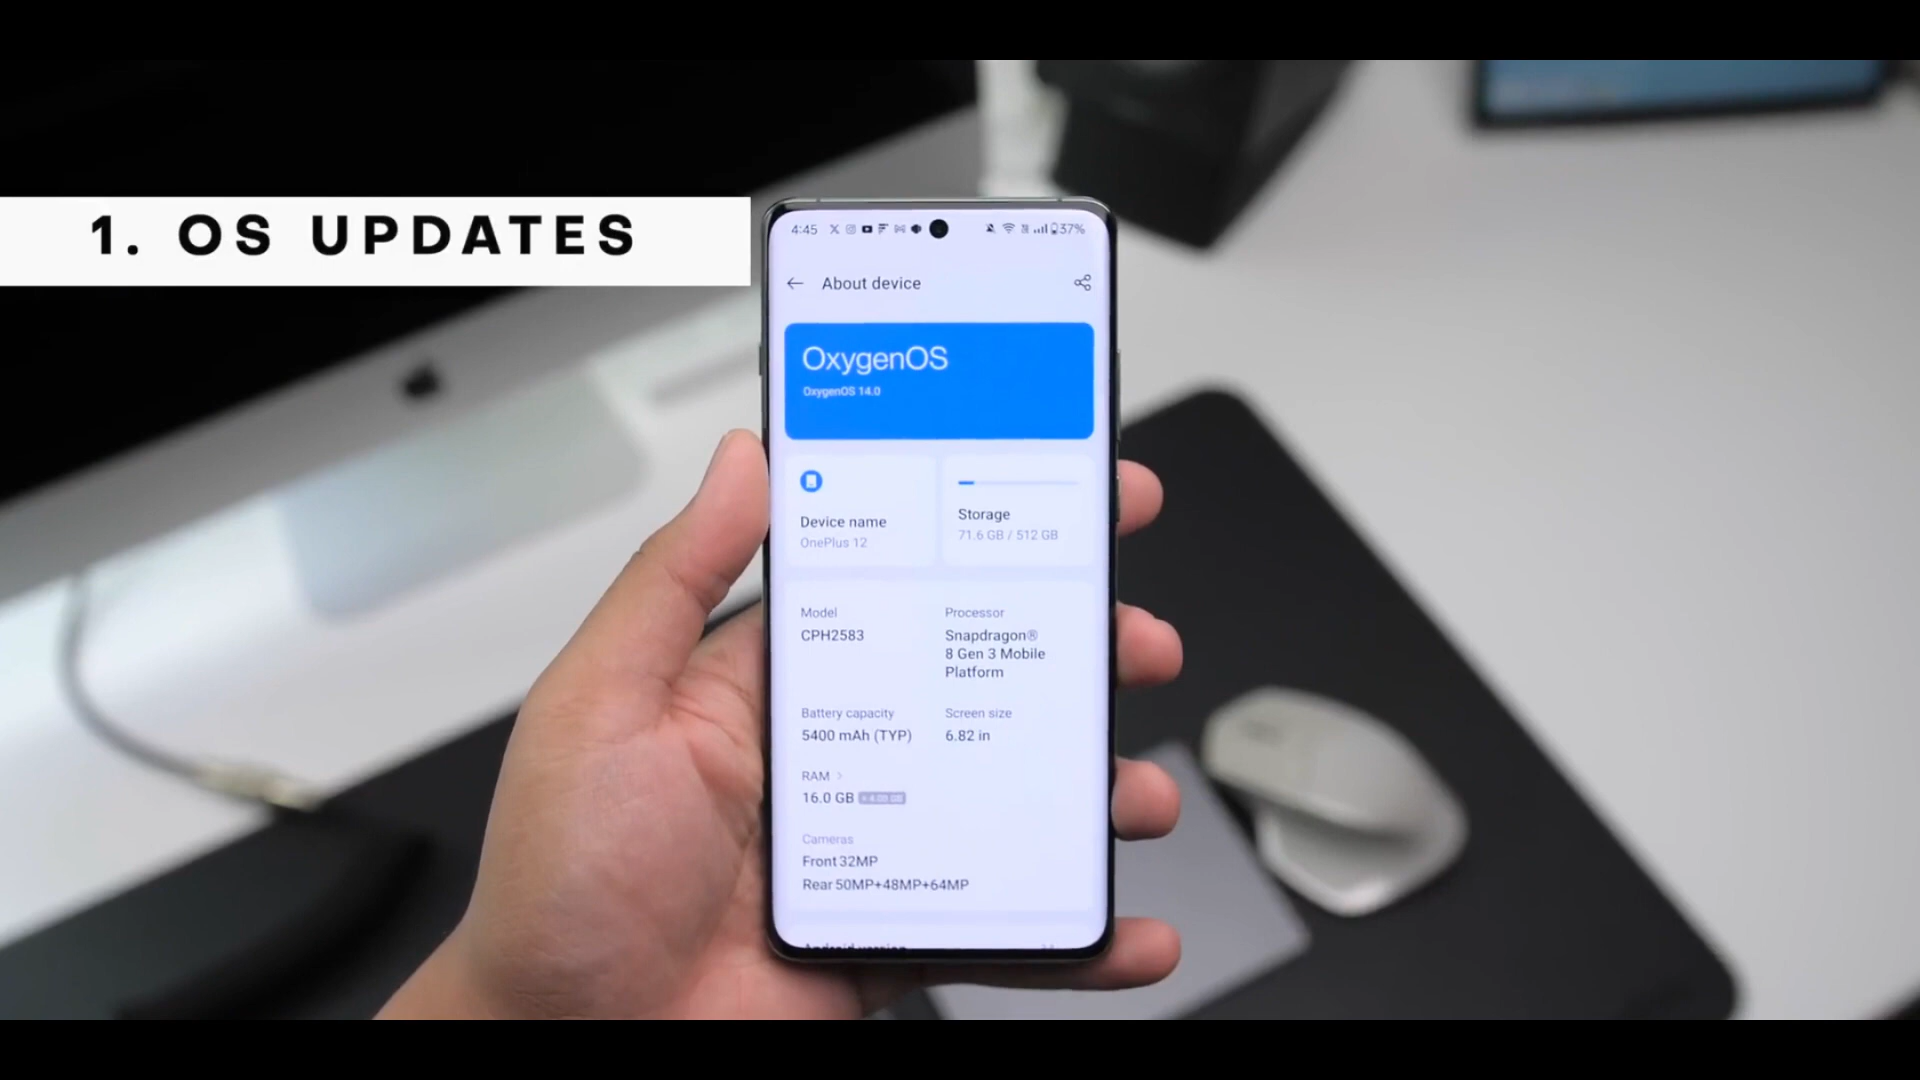 1. OS UPDATES
4:45
37%
About device
OxygenOS
OxygenOS 14.0
Device name
OnePlus 12
Storage
71.6 GB / 512 GB
Model
CPH2583
Processor
Snapdragon®
8 Gen 3 Mobile
Platform
Battery capacity
5400 mAh (TYP)
Screen size
6.82 in
RAM
16.0 GB
Cameras
Front 32MP
Rear 50MP+48MP+64MP
Android version